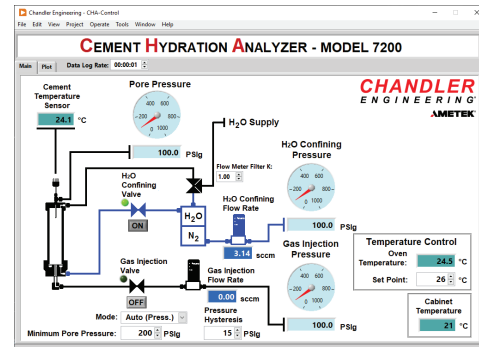 Chandler Engineering - CHA-Control
File Edit View Project Operate Tools Window Help
CEMENT HYDRATION ANALYZER - MODEL 7200
Main Plot Data Log Rate: 00:00:01
CHANDLER
ENGINEERING
AMETEK
Cement
Temperature
Sensor
24.1 °C
Pore Pressure
400 600
200 800
0 1000
100.0 PSIg
H2O Supply
Flow Meter Filter K:
1.00
H2O
Confining
Valve
ON
H2O
N2
H2O Confining
Flow Rate
3.14 sccm
H2O Confining
Pressure
400 600
200 800
0 1000
100.0 PSIg
Gas Injection
Valve
OFF
Gas Injection
Flow Rate
0.00 sccm
Gas Injection
Pressure
400 600
200 800
0 1000
100.0 PSIg
Mode: Auto (Press.)
Minimum Pore Pressure: 200 PSIg
Pressure
Hysteresis
15 PSIg
Temperature Control
Oven
Temperature: 24.5 °C
Set Point: 26 °C
Cabinet
Temperature
21 °C